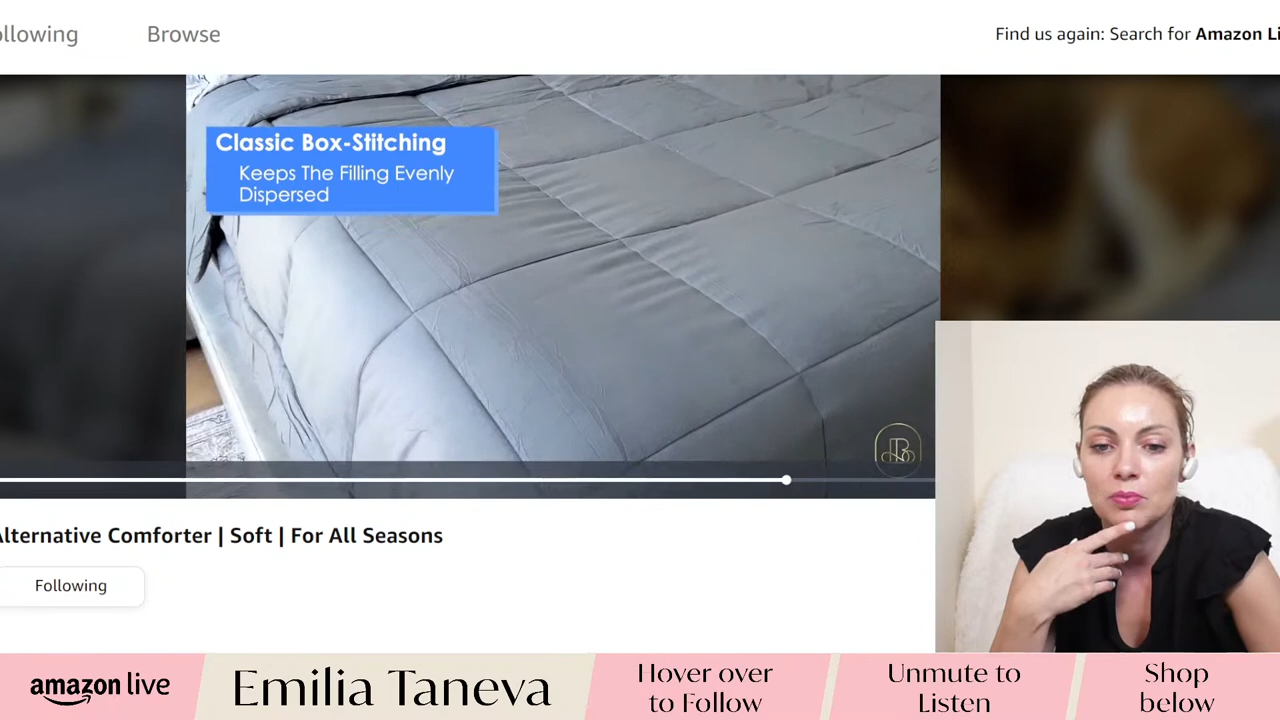 ollowing
Browse
Find us again: Search for Amazon Li
Classic Box-Stitching
Keeps The Filling Evenly
Dispersed
Alternative Comforter | Soft | For All Seasons
Following
amazon live
Emilia Taneva
Hover over
to Follow
Unmute to
Listen
Shop
below